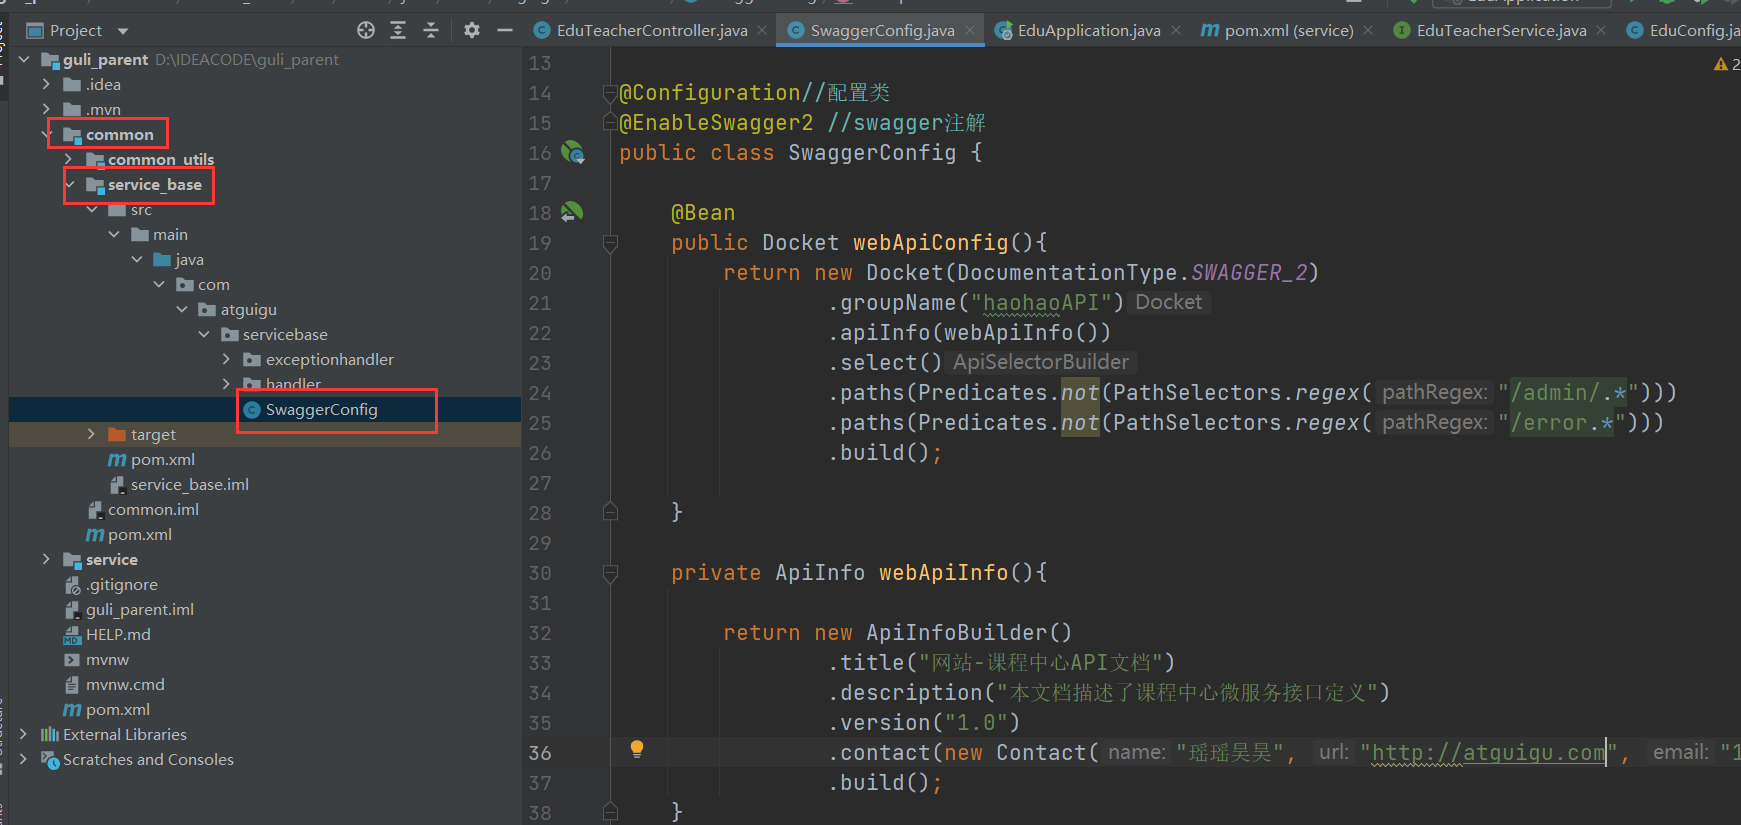 Project
EduTeacherController.java
SwaggerConfig.java
EduApplication.java
pom.xml (service)
EduTeacherService.java
EduConfig.ja
guli_parent D:\IDEACODE\guli_parent
.idea
.mvn
common
common_utils
service_base
src
main
java
com
atguigu
servicebase
exceptionhandler
handler
SwaggerConfig
target
pom.xml
service_base.iml
common.iml
pom.xml
service
.gitignore
guli_parent.iml
HELP.md
mvnw
mvnw.cmd
pom.xml
External Libraries
Scratches and Consoles
2
13
14 @Configuration//配置类
15 @EnableSwagger2 //swagger注解
16 public class SwaggerConfig {
17
18 @Bean
19 public Docket webApiConfig(){
20 return new Docket(DocumentationType.SWAGGER_2)
21 .groupName("haohaoAPI") Docket
22 .apiInfo(webApiInfo())
23 .select() ApiSelectorBuilder
24 .paths(Predicates.not(PathSelectors.regex( pathRegex: "/admin/.*")))
25 .paths(Predicates.not(PathSelectors.regex( pathRegex: "/error.*")))
26 .build();
27
28 }
29
30 private ApiInfo webApiInfo(){
31
32 return new ApiInfoBuilder()
33 .title("网站-课程中心API文档")
34 .description("本文档描述了课程中心微服务接口定义")
35 .version("1.0")
36 .contact(new Contact( name: "瑶瑶昊昊", url: "http://atguigu.com", email: "1
37 .build();
38 }